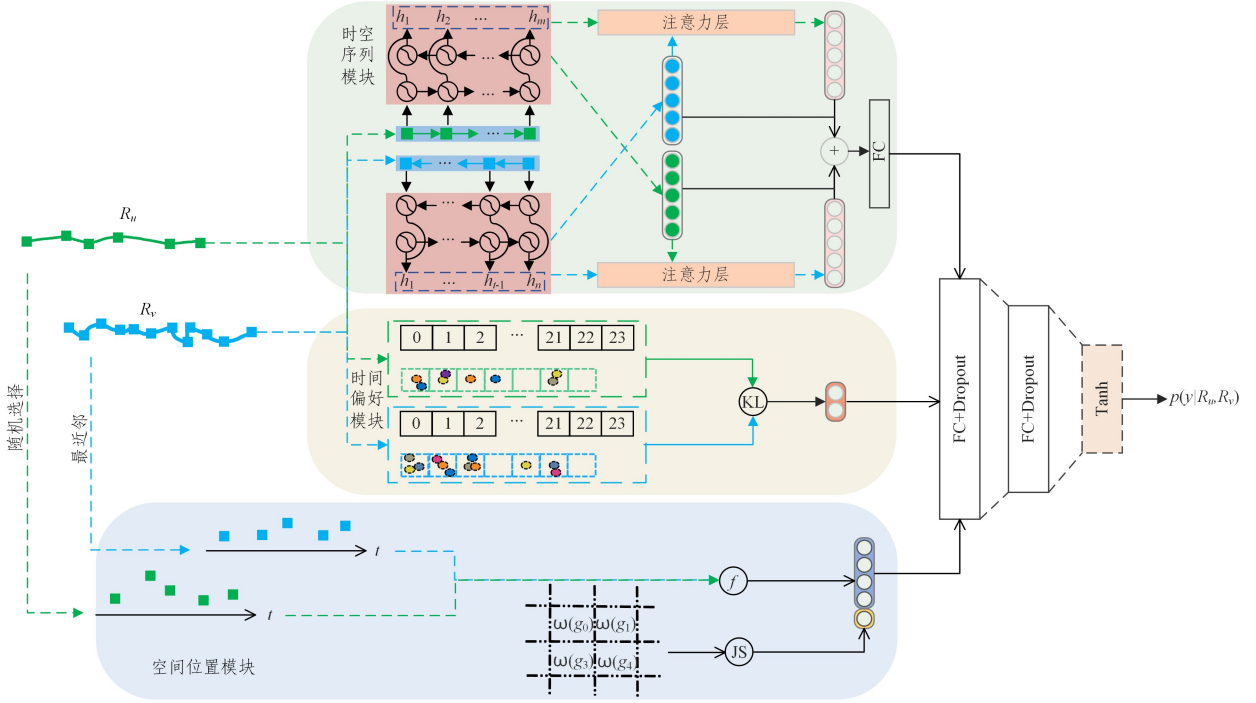 时空
序列
模块
h₁ h₂ ... hₘ
注意力层
...
...
...
...
+
FC
...
...
h₁ ... hₜ₋₁ hₙ
注意力层
Rᵤ
Rᵥ
随机选择
最近邻
时间
偏好
模块
0 1 2 ... 21 22 23
KL
0 1 2 ... 21 22 23
FC+Dropout
FC+Dropout
Tanh
p(y|Rᵤ,Rᵥ)
t
t
f
ω(g₀) ω(g₁)
ω(g₃) ω(g₄)
JS
空间位置模块